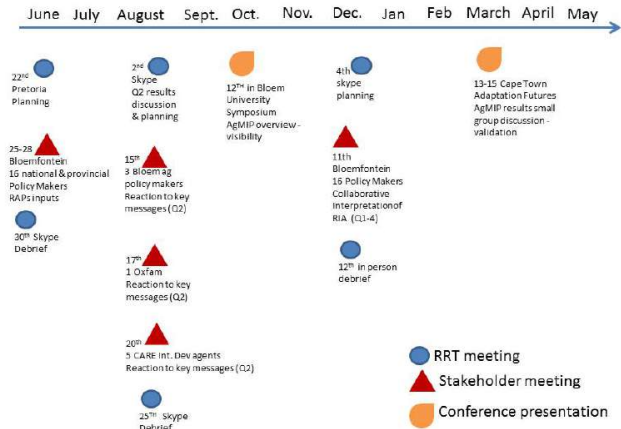 June July August Sept. Oct. Nov. Dec. Jan Feb March April May
22nd
Pretoria
Planning
25-28
Bloemfontein
16 national & provincial
Policy Makers
RAPs inputs
30th Skype
Debrief
2nd
Skype
Q2 results
discussion
& planning
15th
3 Bloem ag
policy makers
Reaction to key
messages (Q2)
17th
1 Oxfam
Reaction to key
messages (Q2)
20th
5 CARE Int. Dev agents
Reaction to key messages (Q2)
25TH Skype
Debrief
12TH in Bloem
University
Symposium
AgMIP overview -
visibility
4th
skype
planning
11th
Bloemfontein
16 Policy Makers
Collaborative
Interpretation of
RIA (Q1-4)
12th in person
debrief
13-15 Cape Town
Adaptation Futures
AgMIP results small
group discussion -
validation
RRT meeting
Stakeholder meeting
Conference presentation